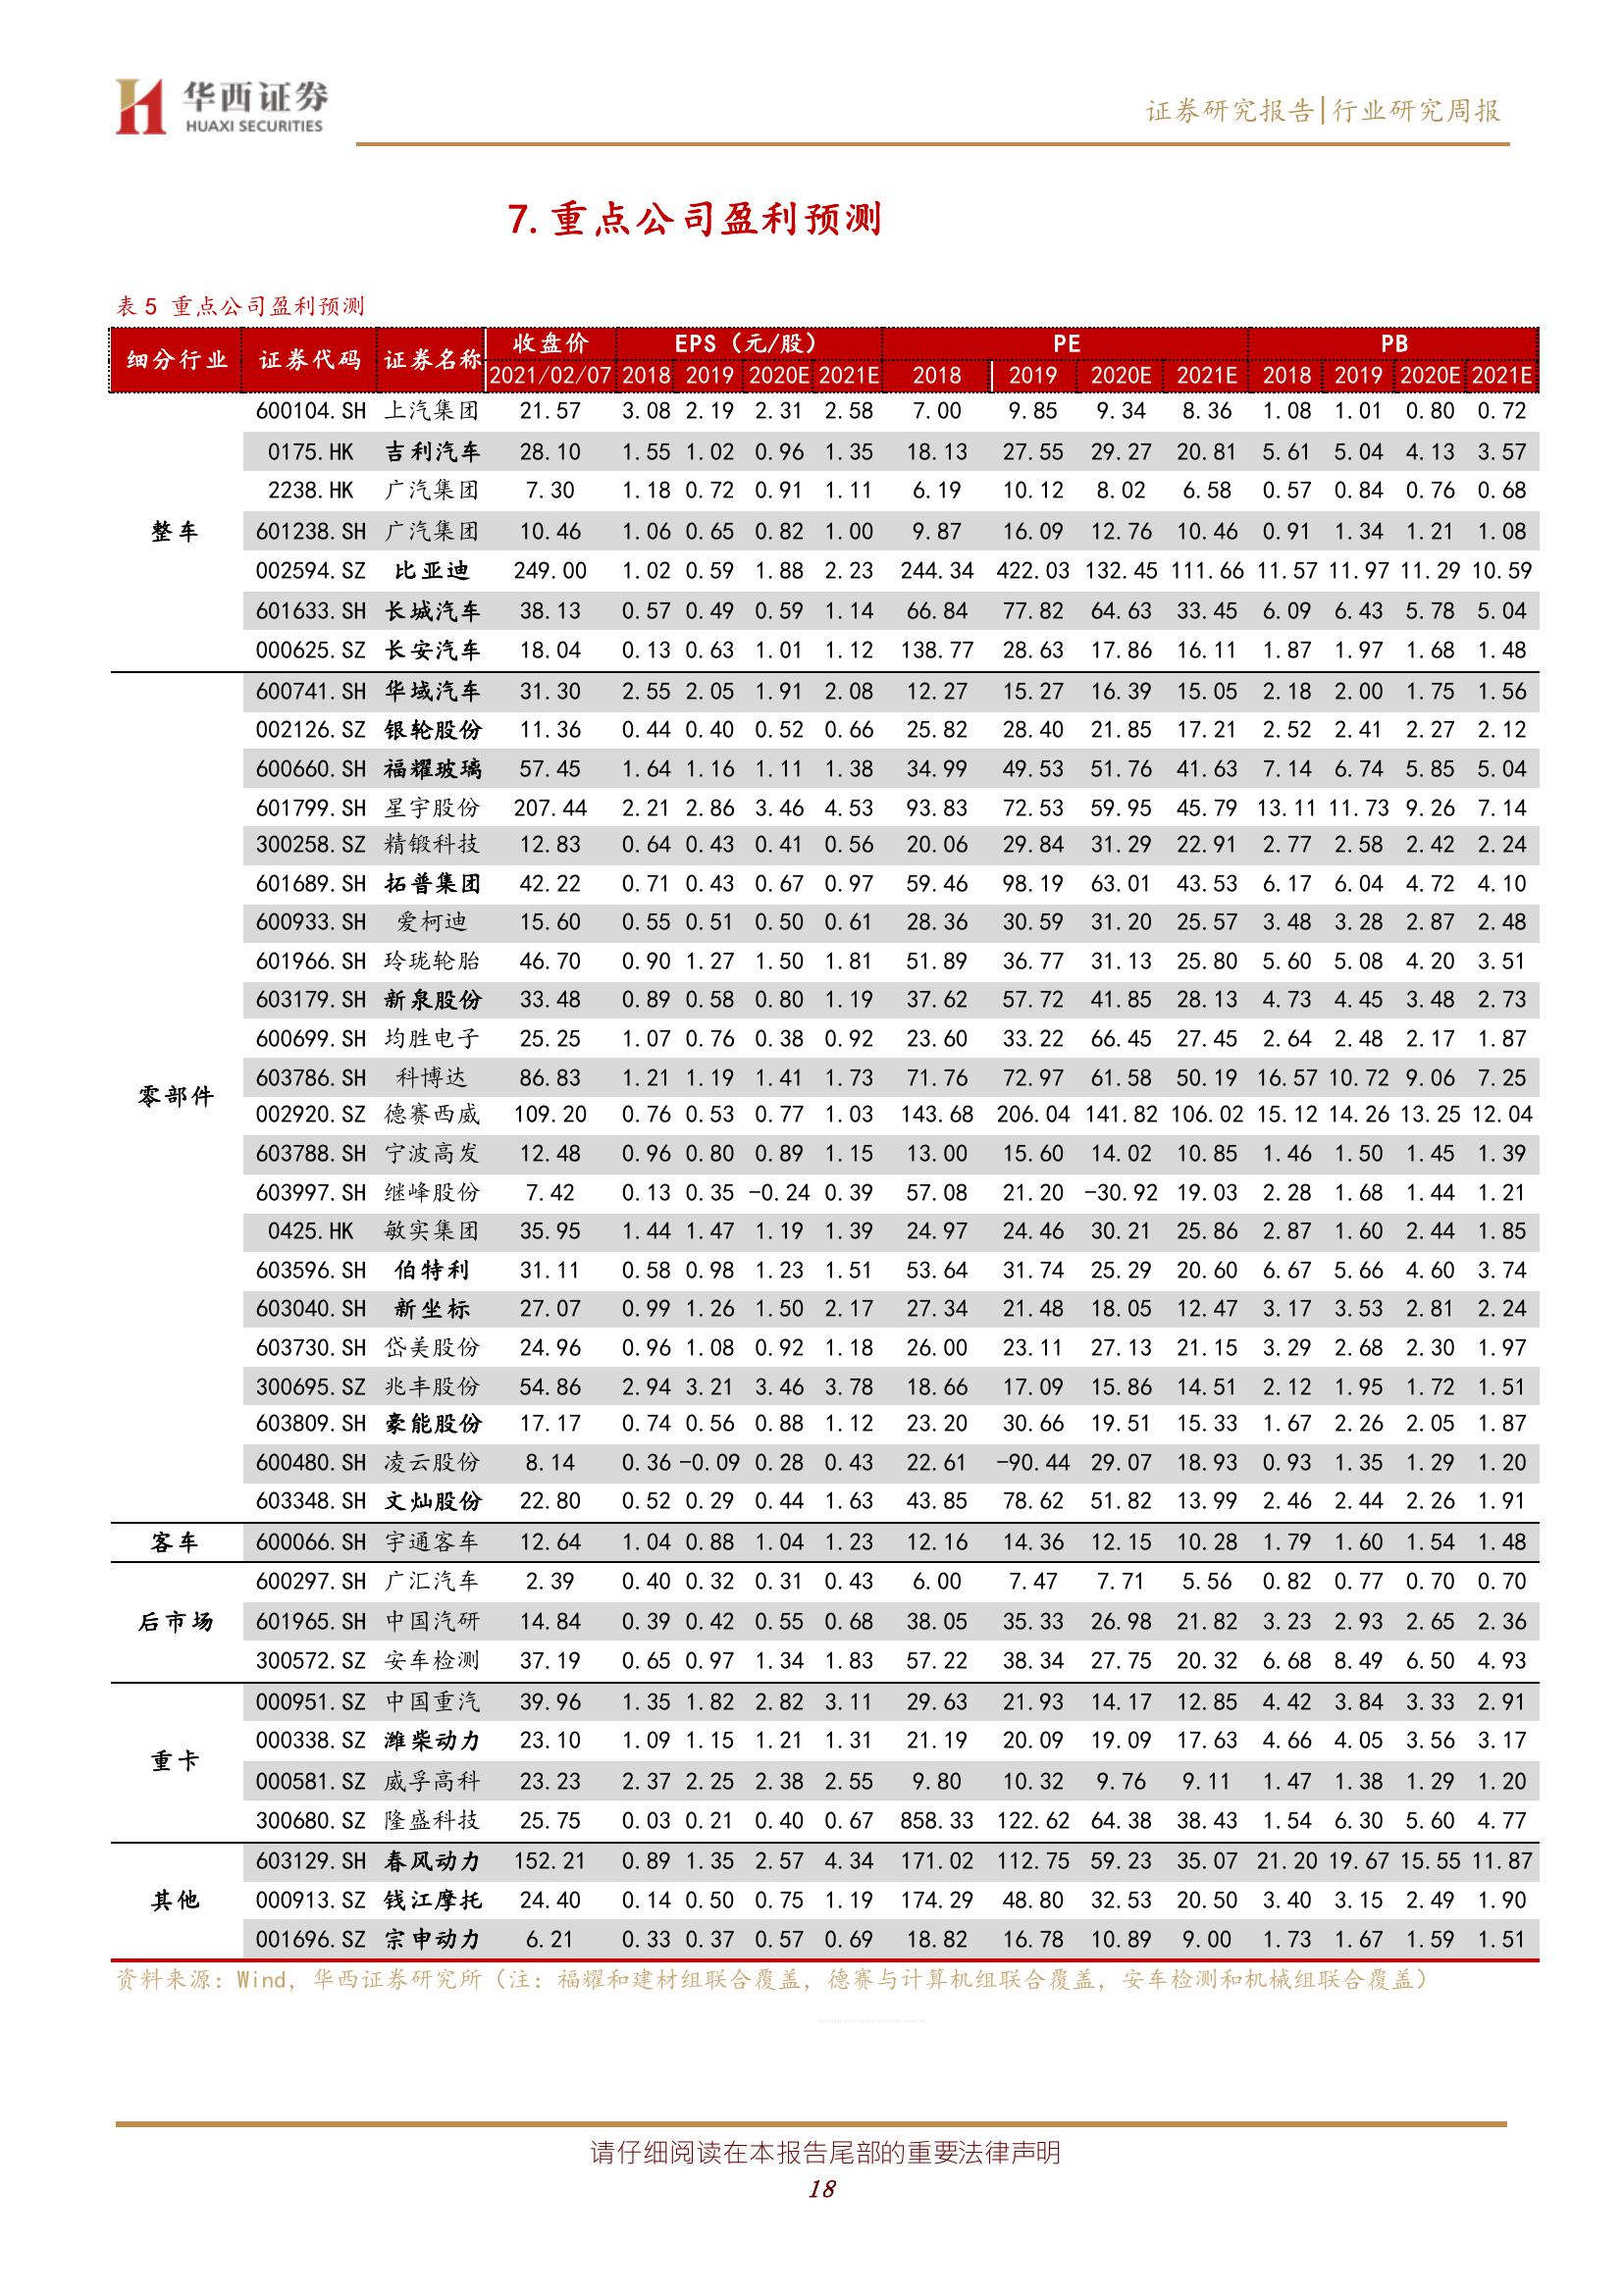 华西证券
HUAXI SECURITIES
证券研究报告|行业研究周报
7. 重点公司盈利预测
表 5 重点公司盈利预测
细分行业 证券代码 证券名称 收盘价 EPS（元/股） PE PB
2021/02/07 2018 2019 2020E 2021E 2018 2019 2020E 2021E 2018 2019 2020E 2021E
600104.SH 上汽集团 21.57 3.08 2.19 2.31 2.58 7.00 9.85 9.34 8.36 1.08 1.01 0.80 0.72
0175.HK 吉利汽车 28.10 1.55 1.02 0.96 1.35 18.13 27.55 29.27 20.81 5.61 5.04 4.13 3.57
2238.HK 广汽集团 7.30 1.18 0.72 0.91 1.11 6.19 10.12 8.02 6.58 0.57 0.84 0.76 0.68
整车 601238.SH 广汽集团 10.46 1.06 0.65 0.82 1.00 9.87 16.09 12.76 10.46 0.91 1.34 1.21 1.08
002594.SZ 比亚迪 249.00 1.02 0.59 1.88 2.23 244.34 422.03 132.45 111.66 11.57 11.97 11.29 10.59
601633.SH 长城汽车 38.13 0.57 0.49 0.59 1.14 66.84 77.82 64.63 33.45 6.09 6.43 5.78 5.04
000625.SZ 长安汽车 18.04 0.13 0.63 1.01 1.12 138.77 28.63 17.86 16.11 1.87 1.97 1.68 1.48
600741.SH 华域汽车 31.30 2.55 2.05 1.91 2.08 12.27 15.27 16.39 15.05 2.18 2.00 1.75 1.56
002126.SZ 银轮股份 11.36 0.44 0.40 0.52 0.66 25.82 28.40 21.85 17.21 2.52 2.41 2.27 2.12
600660.SH 福耀玻璃 57.45 1.64 1.16 1.11 1.38 34.99 49.53 51.76 41.63 7.14 6.74 5.85 5.04
601799.SH 星宇股份 207.44 2.21 2.86 3.46 4.53 93.83 72.53 59.95 45.79 13.11 11.73 9.26 7.14
300258.SZ 精锻科技 12.83 0.64 0.43 0.41 0.56 20.06 29.84 31.29 22.91 2.77 2.58 2.42 2.24
601689.SH 拓普集团 42.22 0.71 0.43 0.67 0.97 59.46 98.19 63.01 43.53 6.17 6.04 4.72 4.10
600933.SH 爱柯迪 15.60 0.55 0.51 0.50 0.61 28.36 30.59 31.20 25.57 3.48 3.28 2.87 2.48
601966.SH 玲珑轮胎 46.70 0.90 1.27 1.50 1.81 51.89 36.77 31.13 25.80 5.60 5.08 4.20 3.51
603179.SH 新泉股份 33.48 0.89 0.58 0.80 1.19 37.62 57.72 41.85 28.13 4.73 4.45 3.48 2.73
600699.SH 均胜电子 25.25 1.07 0.76 0.38 0.92 23.60 33.22 66.45 27.45 2.64 2.48 2.17 1.87
零部件 603786.SH 科博达 86.83 1.21 1.19 1.41 1.73 71.76 72.97 61.58 50.19 16.57 10.72 9.06 7.25
002920.SZ 德赛西威 109.20 0.76 0.53 0.77 1.03 143.68 206.04 141.82 106.02 15.12 14.26 13.25 12.04
603788.SH 宁波高发 12.48 0.96 0.80 0.89 1.15 13.00 15.60 14.02 10.85 1.46 1.50 1.45 1.39
603997.SH 继峰股份 7.42 0.13 0.35 -0.24 0.39 57.08 21.20 -30.92 19.03 2.28 1.68 1.44 1.21
0425.HK 敏实集团 35.95 1.44 1.47 1.19 1.39 24.97 24.46 30.21 25.86 2.87 1.60 2.44 1.85
603596.SH 伯特利 31.11 0.58 0.98 1.23 1.51 53.64 31.74 25.29 20.60 6.67 5.66 4.60 3.74
603040.SH 新坐标 27.07 0.99 1.26 1.50 2.17 27.34 21.48 18.05 12.47 3.17 3.53 2.81 2.24
603730.SH 岱美股份 24.96 0.96 1.08 0.92 1.18 26.00 23.11 27.13 21.15 3.29 2.68 2.30 1.97
300695.SZ 兆丰股份 54.86 2.94 3.21 3.46 3.78 18.66 17.09 15.86 14.51 2.12 1.95 1.72 1.51
603809.SH 豪能股份 17.17 0.74 0.56 0.88 1.12 23.20 30.66 19.51 15.33 1.67 2.26 2.05 1.87
600480.SH 凌云股份 8.14 0.36 -0.09 0.28 0.43 22.61 -90.44 29.07 18.93 0.93 1.35 1.29 1.20
603348.SH 文灿股份 22.80 0.52 0.29 0.44 1.63 43.85 78.62 51.82 13.99 2.46 2.44 2.26 1.91
客车 600066.SH 宇通客车 12.64 1.04 0.88 1.04 1.23 12.16 14.36 12.15 10.28 1.79 1.60 1.54 1.48
600297.SH 广汇汽车 2.39 0.40 0.32 0.31 0.43 6.00 7.47 7.71 5.56 0.82 0.77 0.70 0.70
后市场 601965.SH 中国汽研 14.84 0.39 0.42 0.55 0.68 38.05 35.33 26.98 21.82 3.23 2.93 2.65 2.36
300572.SZ 安车检测 37.19 0.65 0.97 1.34 1.83 57.22 38.34 27.75 20.32 6.68 8.49 6.50 4.93
000951.SZ 中国重汽 39.96 1.35 1.82 2.82 3.11 29.63 21.93 14.17 12.85 4.42 3.84 3.33 2.91
重卡 000338.SZ 潍柴动力 23.10 1.09 1.15 1.21 1.31 21.19 20.09 19.09 17.63 4.66 4.05 3.56 3.17
000581.SZ 威孚高科 23.23 2.37 2.25 2.38 2.55 9.80 10.32 9.76 9.11 1.47 1.38 1.29 1.20
300680.SZ 隆盛科技 25.75 0.03 0.21 0.40 0.67 858.33 122.62 64.38 38.43 1.54 6.30 5.60 4.77
603129.SH 春风动力 152.21 0.89 1.35 2.57 4.34 171.02 112.75 59.23 35.07 21.20 19.67 15.55 11.87
其他 000913.SZ 钱江摩托 24.40 0.14 0.50 0.75 1.19 174.29 48.80 32.53 20.50 3.40 3.15 2.49 1.90
001696.SZ 宗申动力 6.21 0.33 0.37 0.57 0.69 18.82 16.78 10.89 9.00 1.73 1.67 1.59 1.51
资料来源：Wind，华西证券研究所（注：福耀和建材组联合覆盖，德赛与计算机组联合覆盖，安车检测和机械组联合覆盖）
请仔细阅读在本报告尾部的重要法律声明
18